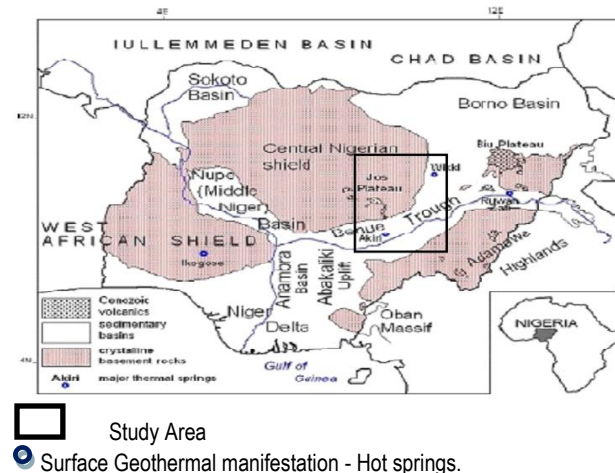 4E
12E
IULLEMMEDEN BASIN
CHAD BASIN
Sokoto
Basin
Borno Basin
12N
Central Nigerian
shield
Biu Plateau
Wikki
Jos
Plateau
Nupe
(Middle
Niger)
Basin
WEST
AFRICAN SHIELD
Ikogose
Benue Trough
Akiri
Adamawa
Highlands
Anambra
Basin
Abakaliki
Uplift
Oban
Massif
Niger
Delta
Gulf of
Guinea
4N
Cenozoic
volcanics
sedimentary
basins
crystalline
basement rocks
Akiri major thermal springs
NIGERIA
AFRICA
Study Area
Surface Geothermal manifestation - Hot springs.